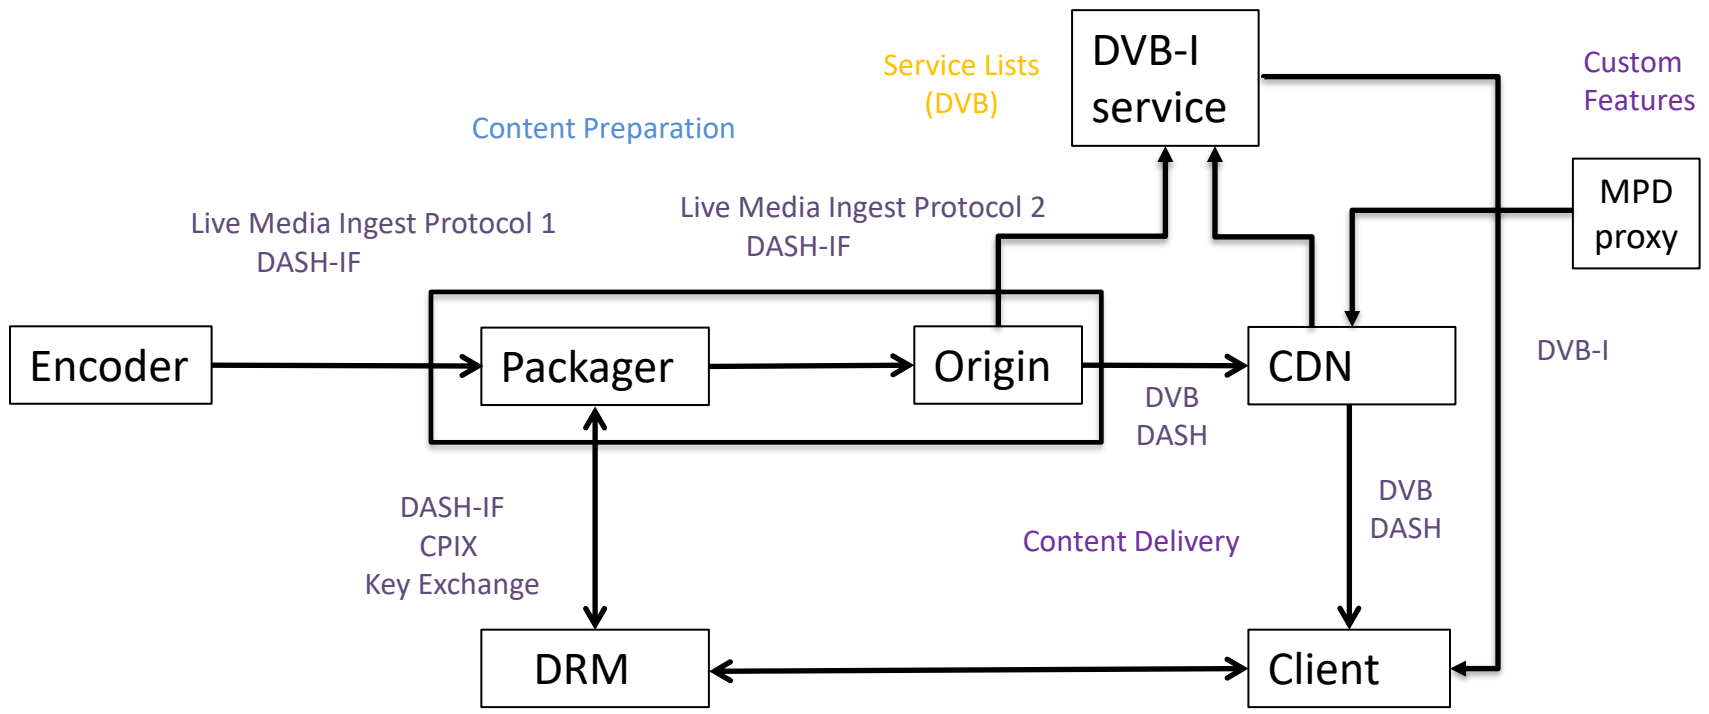 DVB-I
service
Service Lists
(DVB)
Custom
Features
Content Preparation
MPD
proxy
Live Media Ingest Protocol 1
DASH-IF
Live Media Ingest Protocol 2
DASH-IF
Encoder
Packager
Origin
CDN
DVB-I
DVB
DASH
DASH-IF
CPIX
Key Exchange
Content Delivery
DVB
DASH
DRM
Client